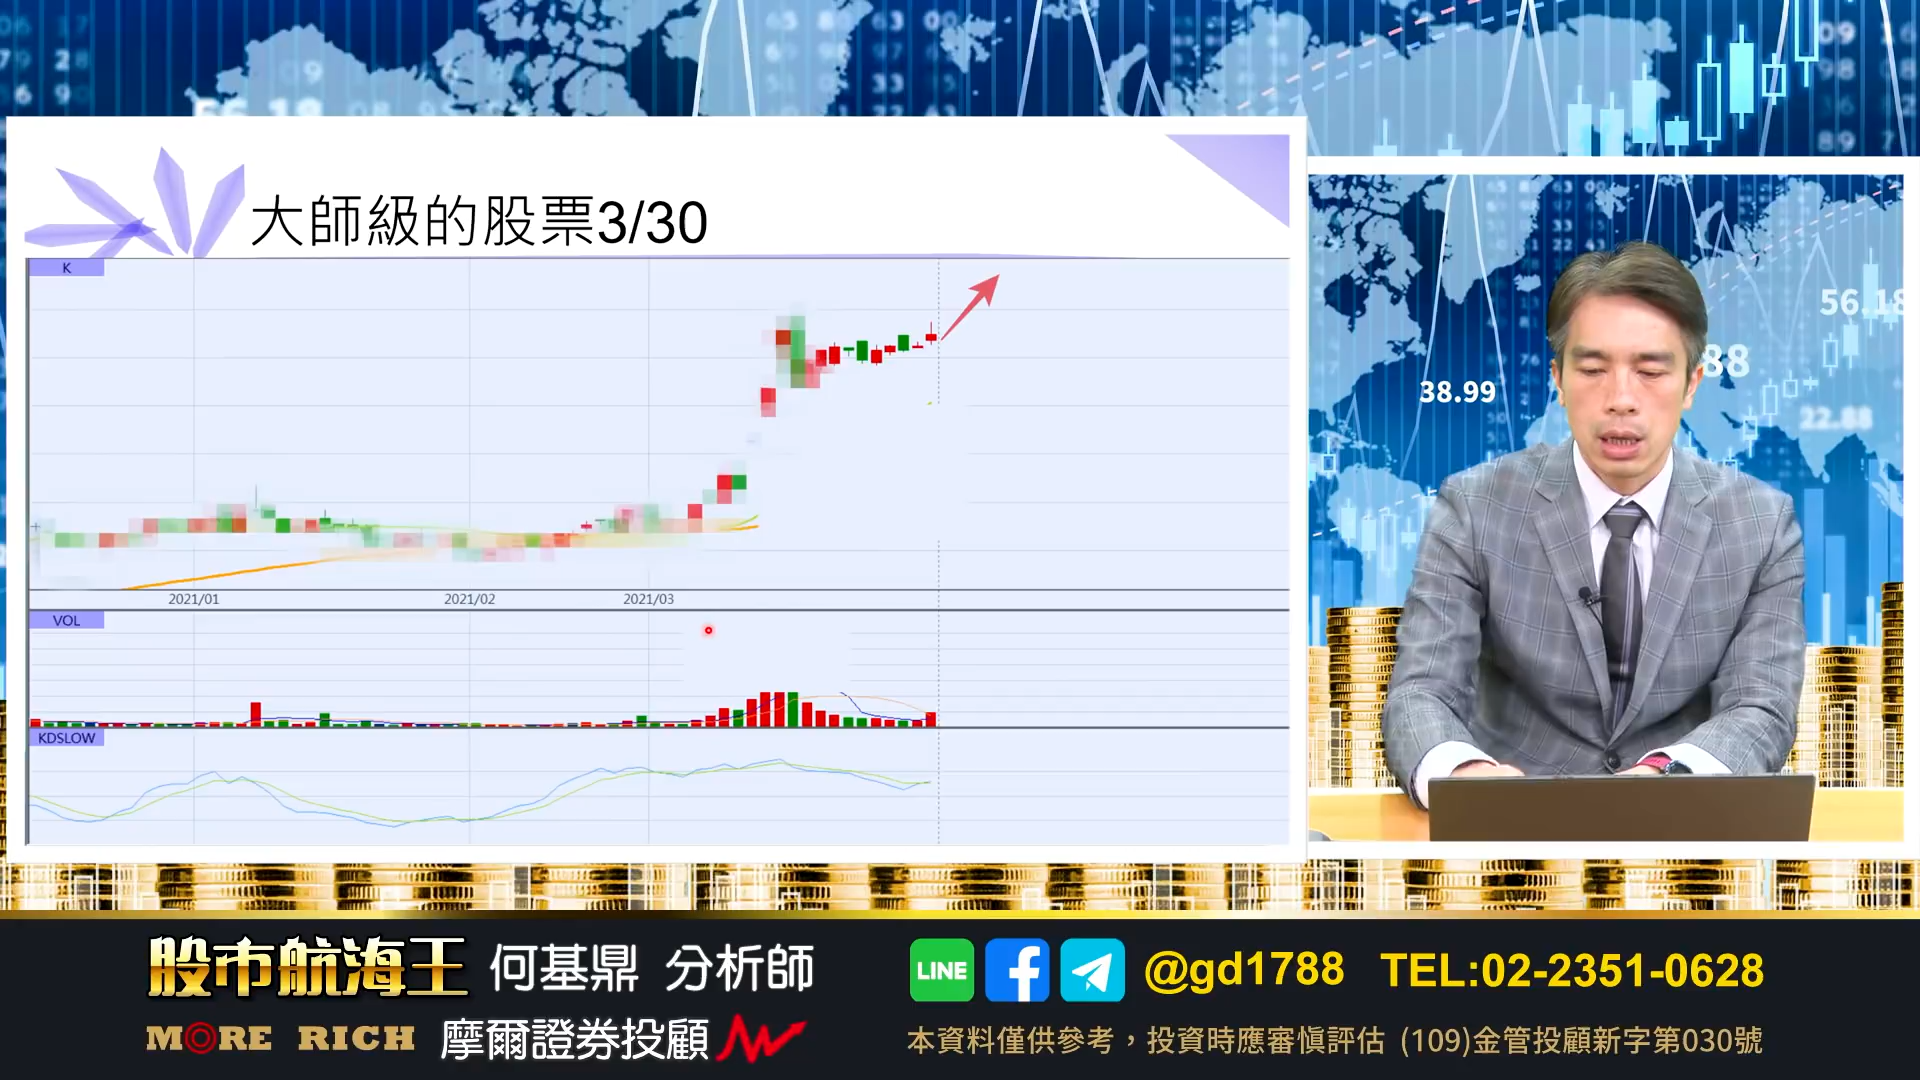 大師級的股票3/30
K
2021/01
2021/02
2021/03
VOL
KDSLOW
56.18
38.99
88
22.88
股市航海王 何基鼎 分析師
MORE RICH 摩爾證券投顧
LINE @gd1788 TEL:02-2351-0628
本資料僅供參考，投資時應審慎評估 (109)金管投顧新字第030號